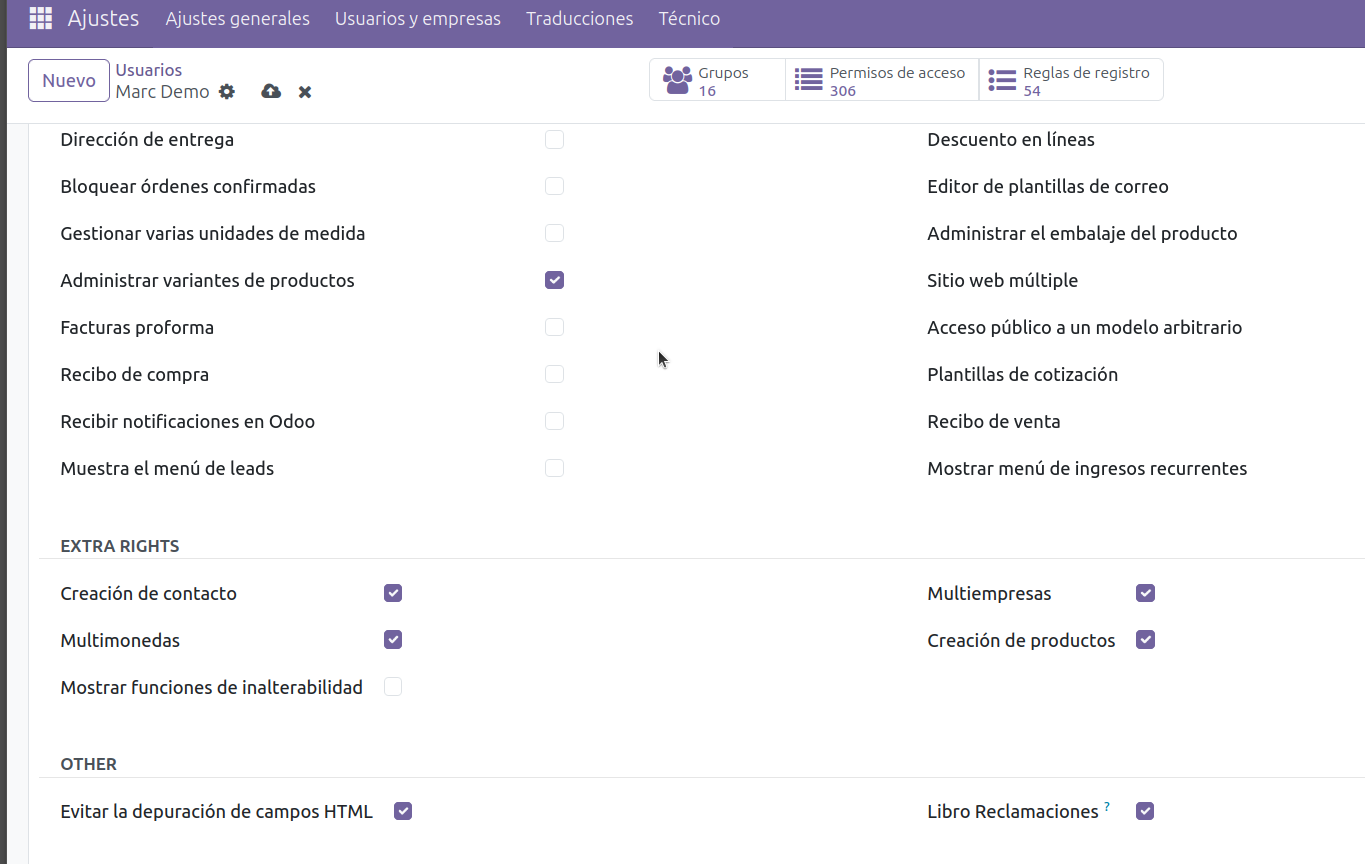 Ajustes Ajustes generales Usuarios y empresas Traducciones Técnico
Nuevo
Usuarios
Marc Demo
Grupos
16
Permisos de acceso
306
Reglas de registro
54
Dirección de entrega
Descuento en líneas
Bloquear órdenes confirmadas
Editor de plantillas de correo
Gestionar varias unidades de medida
Administrar el embalaje del producto
Administrar variantes de productos
Sitio web múltiple
Facturas proforma
Acceso público a un modelo arbitrario
Recibo de compra
Plantillas de cotización
Recibir notificaciones en Odoo
Recibo de venta
Muestra el menú de leads
Mostrar menú de ingresos recurrentes
EXTRA RIGHTS
Creación de contacto
Multiempresas
Multimonedas
Creación de productos
Mostrar funciones de inalterabilidad
OTHER
Evitar la depuración de campos HTML
Libro Reclamaciones ?